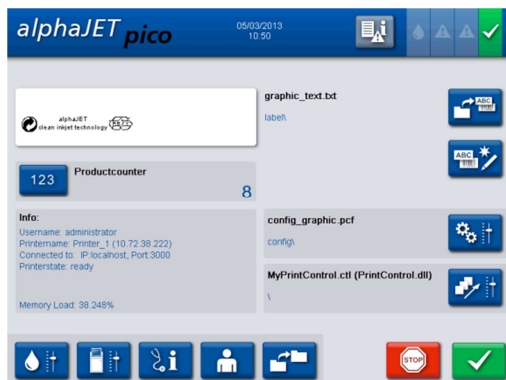 alphaJET pico
05/03/2013
10:50
alphaJET
clean inkjet technology
graphic_text.txt
label\
ABC
ABC
123
Productcounter
8
Info:
Username: administrator
Printername: Printer_1 (10.72.38.222)
Connected to: IP:localhost, Port:3000
Printerstate: ready
Memory Load: 38.248%
config_graphic.pcf
config\
MyPrintControl.ctl (PrintControl.dll)
\
STOP